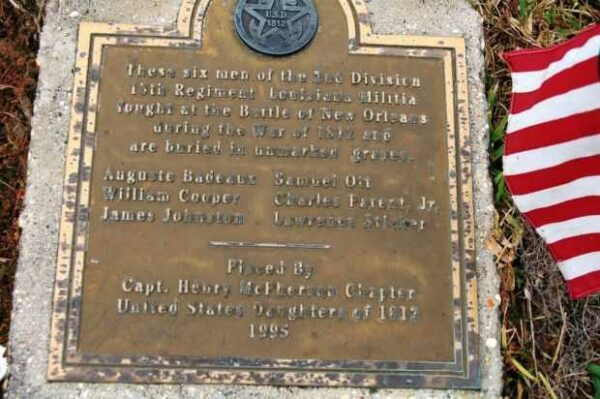 U.S.D.
1812
These six men of the 2nd Division
15th Regiment Louisiana Militia
fought at the Battle of New Orleans
during the War of 1812 and
are buried in unmarked graves.
Auguste Badeaux Samuel Ott
William Cooper Charles Parent, Jr.
James Johnston Lawrence
Placed By
Capt. Henry McPherson Chapter
United States Daughters of 1812
1995